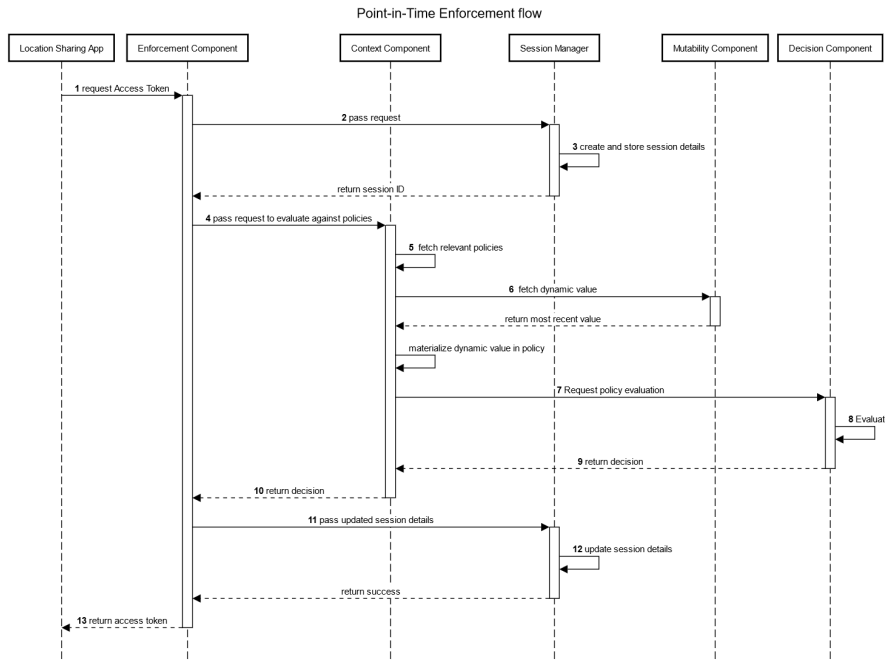 Point-in-Time Enforcement flow
Location Sharing App
Enforcement Component
Context Component
Session Manager
Mutability Component
Decision Component
1 request Access Token
2 pass request
3 create and store session details
return session ID
4 pass request to evaluate against policies
5 fetch relevant policies
6 fetch dynamic value
return most recent value
materialize dynamic value in policy
7 Request policy evaluation
8 Evaluat
9 return decision
10 return decision
11 pass updated session details
12 update session details
return success
13 return access token